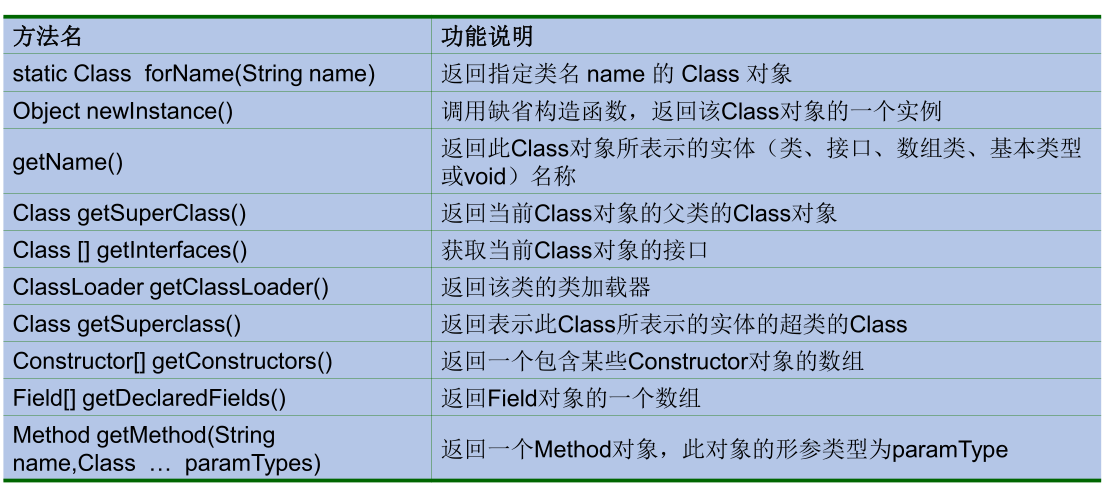 方法名 功能说明
static Class forName(String name) 返回指定类名 name 的 Class 对象
Object newInstance() 调用缺省构造函数，返回该Class对象的一个实例
getName() 返回此Class对象所表示的实体（类、接口、数组类、基本类型
或void）名称
Class getSuperClass() 返回当前Class对象的父类的Class对象
Class [] getInterfaces() 获取当前Class对象的接口
ClassLoader getClassLoader() 返回该类的类加载器
Class getSuperclass() 返回表示此Class所表示的实体的超类的Class
Constructor[] getConstructors() 返回一个包含某些Constructor对象的数组
Field[] getDeclaredFields() 返回Field对象的一个数组
Method getMethod(String
name,Class … paramTypes) 返回一个Method对象，此对象的形参类型为paramType